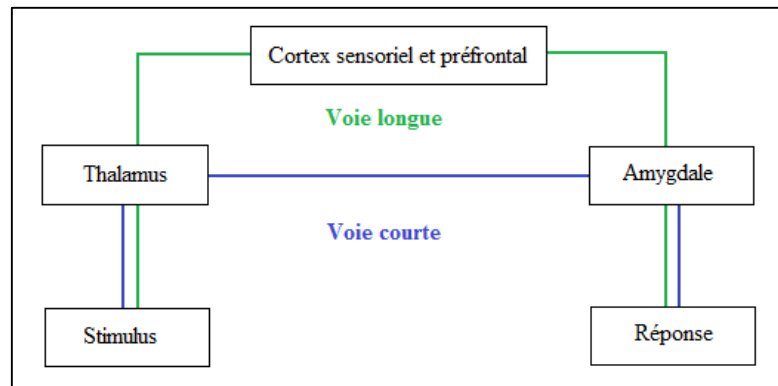 Cortex sensoriel et préfrontal
Voie longue
Thalamus
Amygdale
Voie courte
Stimulus
Réponse